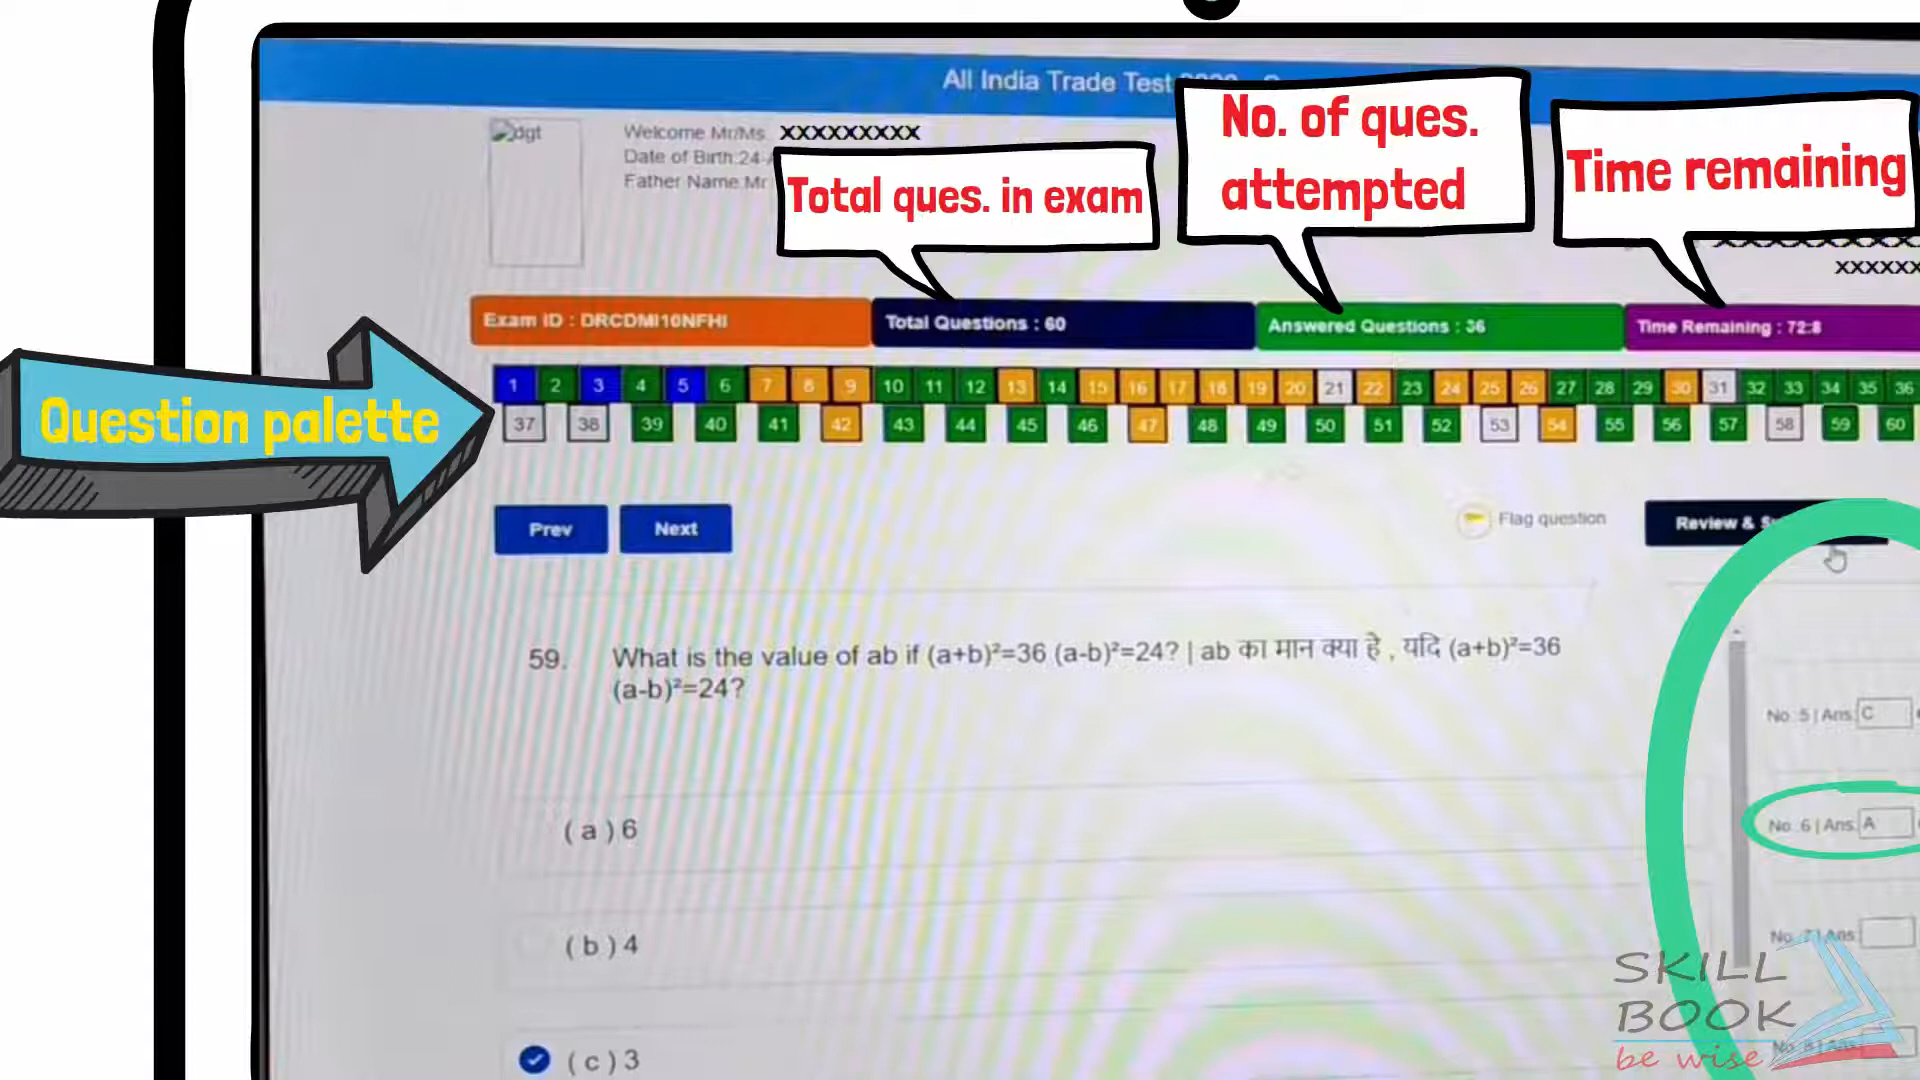 All India Trade Test
dgt
Welcome Mr/Ms. xxxxxxxxx
Date of Birth:24-
Father Name:Mr
Total ques. in exam
No. of ques.
attempted
Time remaining
xxxxxx
Exam ID : DRCDMI10NFHI
Total Questions : 60
Answered Questions : 36
Time Remaining : 72:8
Question palette
1 2 3 4 5 6 7 8 9 10 11 12 13 14 15 16 17 18 19 20 21 22 23 24 25 26 27 28 29 30 31 32 33 34 35 36
37 38 39 40 41 42 43 44 45 46 47 48 49 50 51 52 53 54 55 56 57 58 59 60
Prev
Next
Flag question
Review &
59. What is the value of ab if (a+b)²=36 (a-b)²=24? | ab का मान क्या है , यदि (a+b)²=36
(a-b)²=24?
No. 5 | Ans: C
( a ) 6
No. 6 | Ans: A
( b ) 4
No. 7 | Ans:
( c ) 3
SKILL
BOOK
be wise